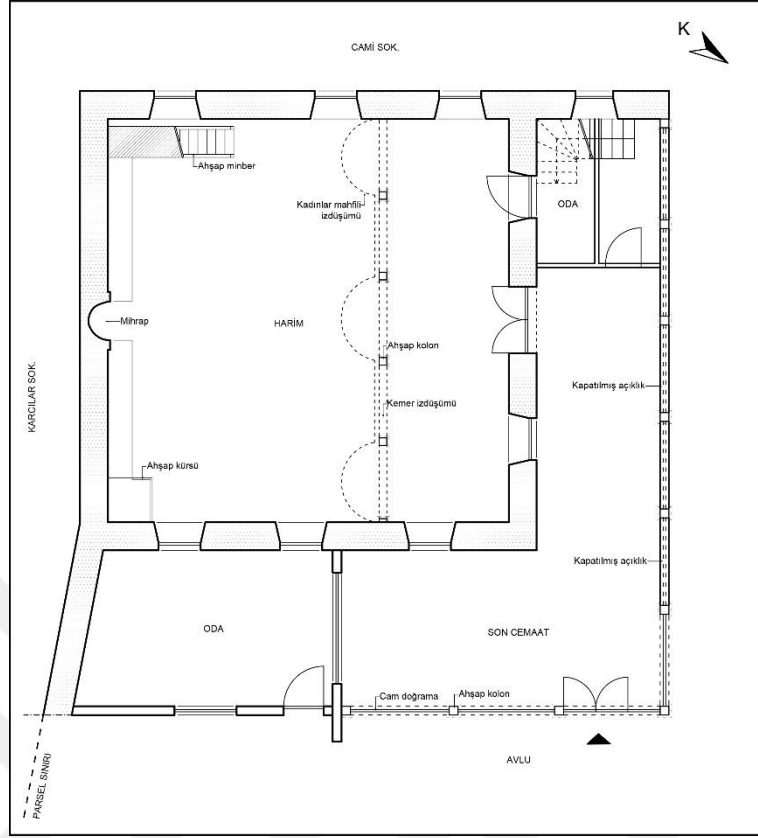 K
CAMİ SOK.
Ahşap minber
Kadınlar mahfili
izdüşümü
ODA
Mihrap
HARİM
Ahşap kolon
Kapatılmış açıklık
Kemer izdüşümü
KARCILAR SOK.
Ahşap kürsü
Kapatılmış açıklık
ODA
SON CEMAAT
Cam doğrama
Ahşap kolon
AVLU
PARSEL SINIRI